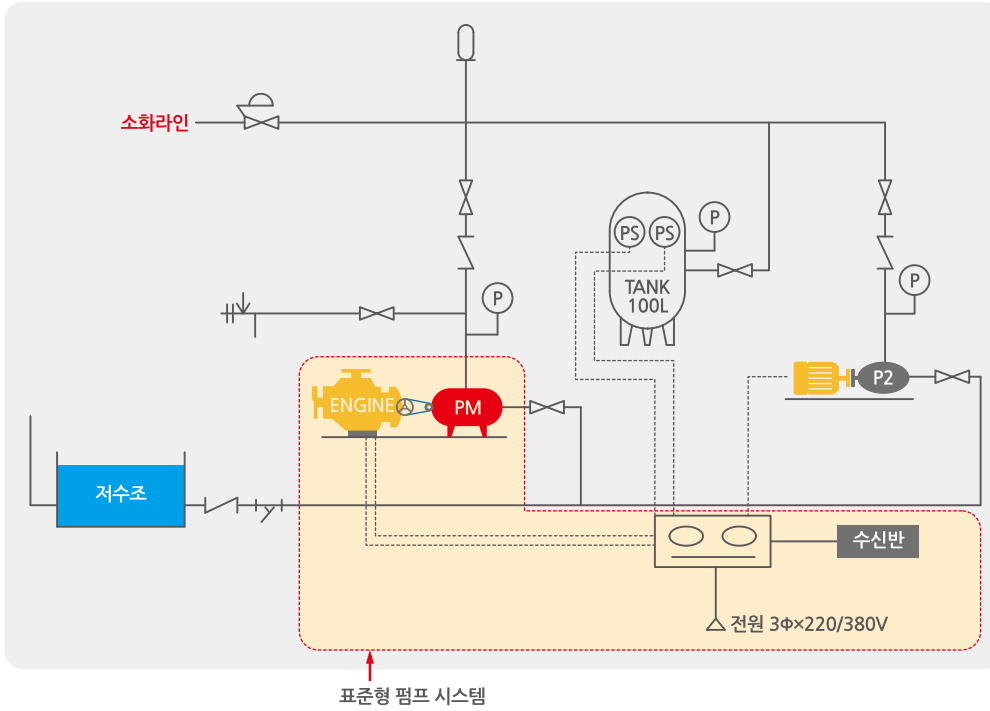 소화라인
P
PS PS
TANK
100L
P
P
ENGINE
PM
P2
저수조
수신반
전원 3Φ×220/380V
표준형 펌프 시스템